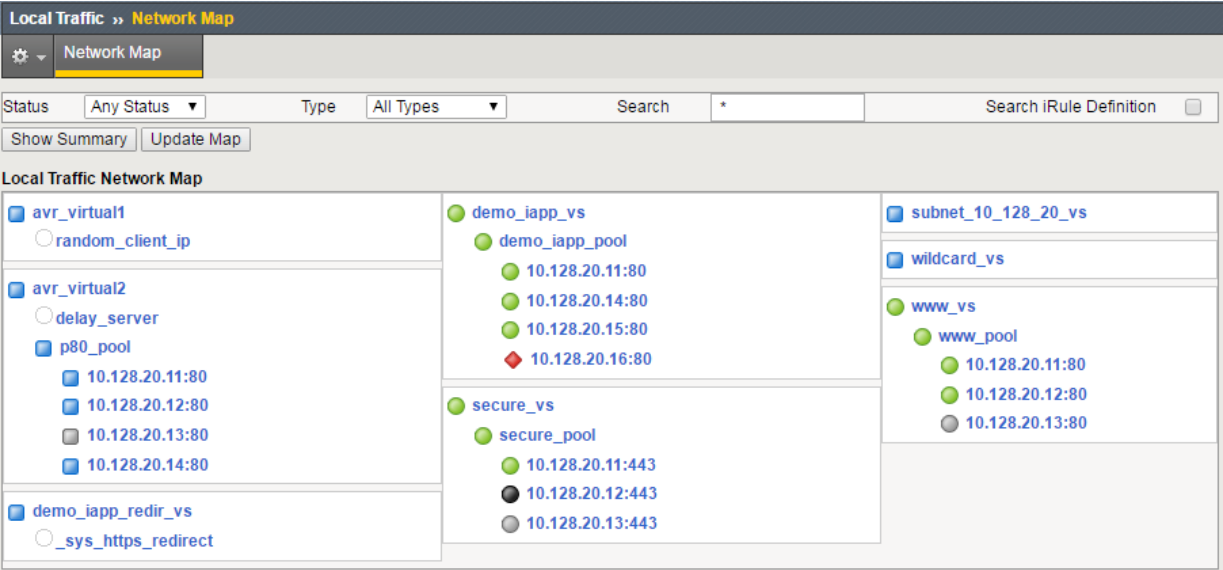 Local Traffic ›› Network Map
Network Map
Status Any Status Type All Types Search * Search iRule Definition
Show Summary Update Map
Local Traffic Network Map
avr_virtual1
random_client_ip
avr_virtual2
delay_server
p80_pool
10.128.20.11:80
10.128.20.12:80
10.128.20.13:80
10.128.20.14:80
demo_iapp_redir_vs
_sys_https_redirect
demo_iapp_vs
demo_iapp_pool
10.128.20.11:80
10.128.20.14:80
10.128.20.15:80
10.128.20.16:80
secure_vs
secure_pool
10.128.20.11:443
10.128.20.12:443
10.128.20.13:443
subnet_10_128_20_vs
wildcard_vs
www_vs
www_pool
10.128.20.11:80
10.128.20.12:80
10.128.20.13:80